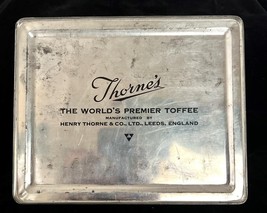 Thorne's
THE WORLD'S PREMIER TOFFEE
MANUFACTURED BY
HENRY THORNE & CO., LTD., LEEDS, ENGLAND